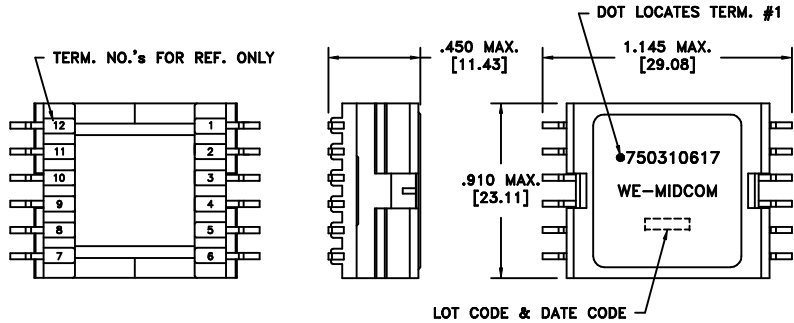 DOT LOCATES TERM. #1
TERM. NO.'s FOR REF. ONLY
.450 MAX.
[11.43]
1.145 MAX.
[29.08]
12
11
10
9
8
7
1
2
3
4
5
6
.910 MAX.
[23.11]
750310617
WE-MIDCOM
LOT CODE & DATE CODE